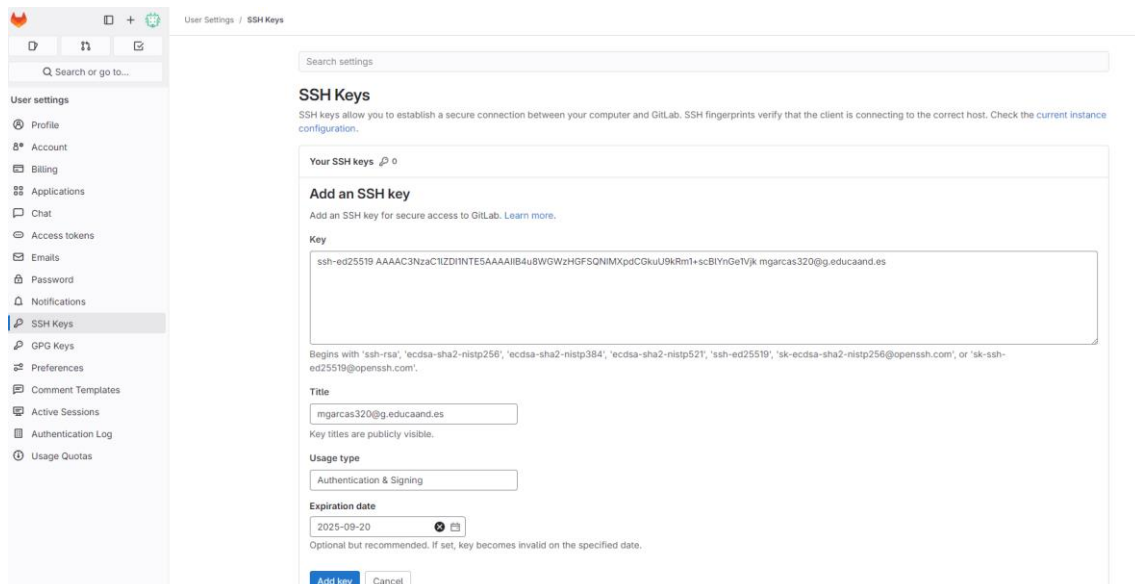 User Settings / SSH Keys
Search or go to...
User settings
Profile
Account
Billing
Applications
Chat
Access tokens
Emails
Password
Notifications
SSH Keys
GPG Keys
Preferences
Comment Templates
Active Sessions
Authentication Log
Usage Quotas
Search settings
SSH Keys
SSH keys allow you to establish a secure connection between your computer and GitLab. SSH fingerprints verify that the client is connecting to the correct host. Check the current instance
configuration.
Your SSH keys 0
Add an SSH key
Add an SSH key for secure access to GitLab. Learn more.
Key
ssh-ed25519 mgarcas320@g.educaand.es
Begins with 'ssh-rsa', 'ecdsa-sha2-nistp256', 'ecdsa-sha2-nistp384', 'ecdsa-sha2-nistp521', 'ssh-ed25519', 'sk-ecdsa-sha2-nistp256@openssh.com', or 'sk-ssh-
ed25519@openssh.com'.
Title
mgarcas320@g.educaand.es
Key titles are publicly visible.
Usage type
Authentication & Signing
Expiration date
2025-09-20
Optional but recommended. If set, key becomes invalid on the specified date.
Add key Cancel